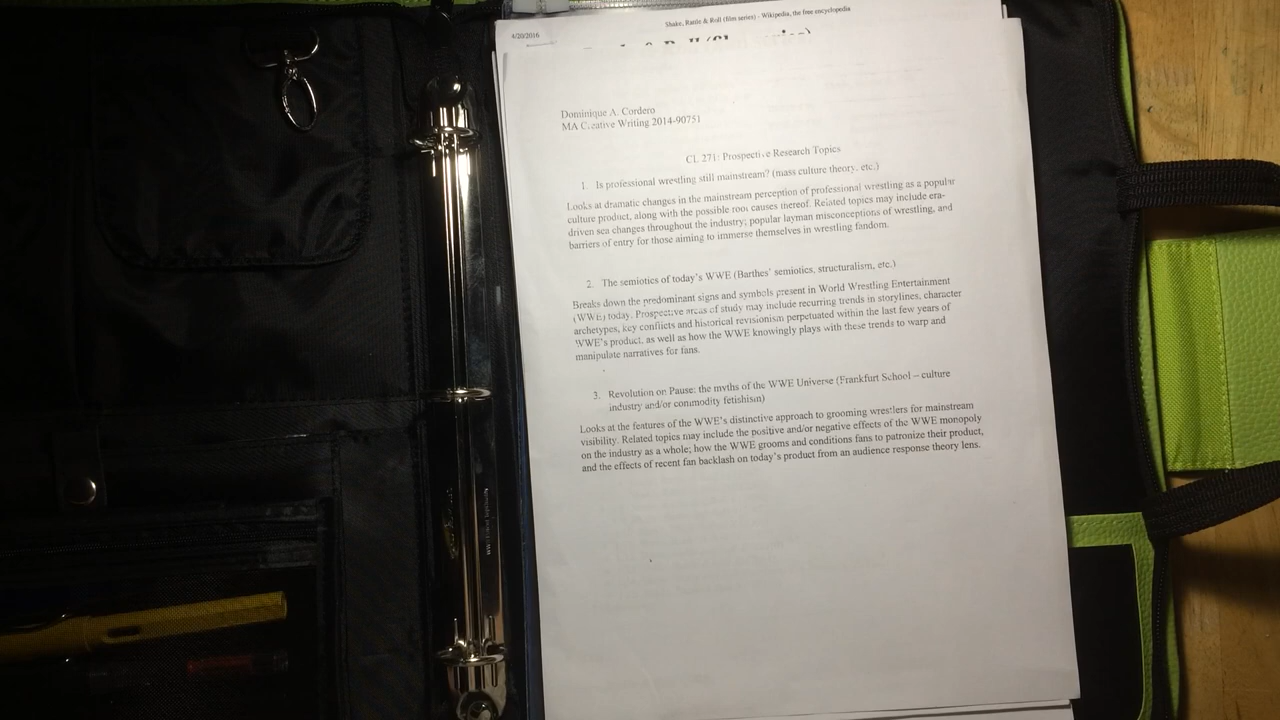 4/20/2016
Shake, Rattle & Roll (film series) - Wikipedia, the free encyclopedia
Dominique A. Cordero
MA Creative Writing 2014-90751
CL 271: Prospective Research Topics
1. Is professional wrestling still mainstream? (mass culture theory, etc.)
Looks at dramatic changes in the mainstream perception of professional wrestling as a popular
culture product, along with the possible root causes thereof. Related topics may include era-
driven sea changes throughout the industry; popular layman misconceptions of wrestling, and
barriers of entry for those aiming to immerse themselves in wrestling fandom.
2. The semiotics of today's WWE (Barthes' semiotics, structuralism, etc.)
Breaks down the predominant signs and symbols present in World Wrestling Entertainment
(WWE) today. Prospective areas of study may include recurring trends in storylines, character
archetypes, key conflicts and historical revisionism perpetuated within the last few years of
WWE's product, as well as how the WWE knowingly plays with these trends to warp and
manipulate narratives for fans.
3. Revolution on Pause: the myths of the WWE Universe (Frankfurt School – culture
industry and/or commodity fetishism)
Looks at the features of the WWE's distinctive approach to grooming wrestlers for mainstream
visibility. Related topics may include the positive and/or negative effects of the WWE monopoly
on the industry as a whole; how the WWE grooms and conditions fans to patronize their product,
and the effects of recent fan backlash on today's product from an audience response theory lens.